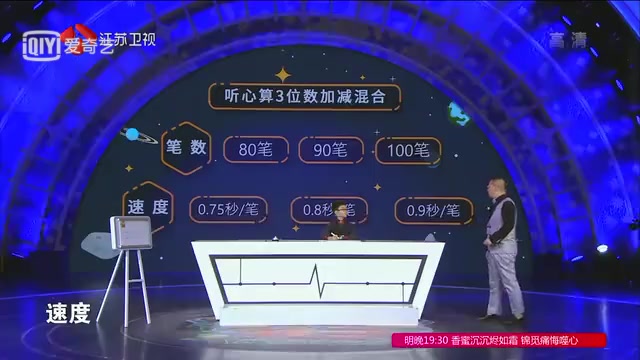 QIY 爱奇艺
江苏卫视
高清
听心算3位数加减混合
笔数
80笔
90笔
100笔
速度
0.75秒/笔
0.8秒/笔
0.9秒/笔
速度
明晚19:30 香蜜沉沉烬如霜 锦觅痛悔噬心